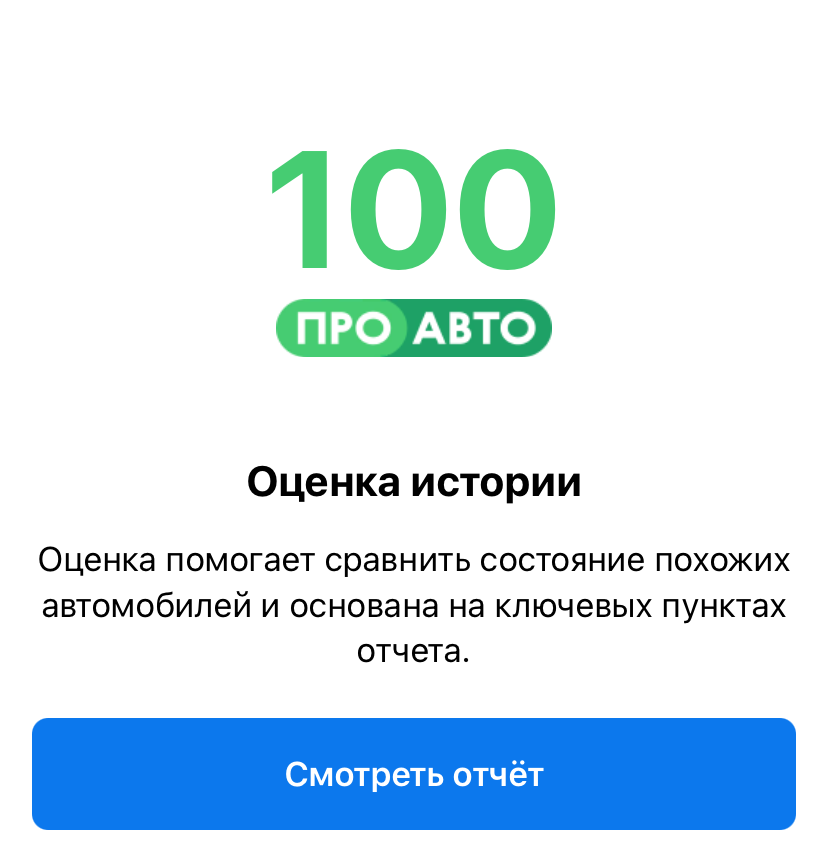 100
ПРО АВТО
Оценка истории
Оценка помогает сравнить состояние похожих
автомобилей и основана на ключевых пунктах
отчета.
Смотреть отчёт